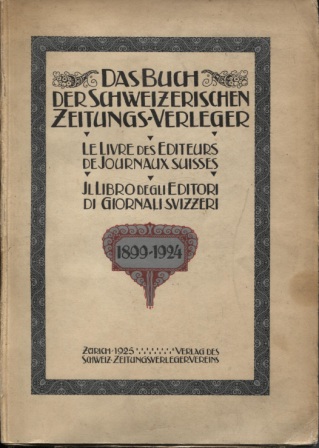 DAS BUCH
DER SCHWEIZERISCHEN
ZEITUNGS-VERLEGER
LE LIVRE DES EDITEURS
DE JOURNAUX SUISSES
JL LIBRO DEGLI EDITORI
DI GIORNALI SVIZZERI
1899-1924
ZÜRICH · 1925 VERLAG DES
SCHWEIZ · ZEITUNGSVERLEGERVEREINS